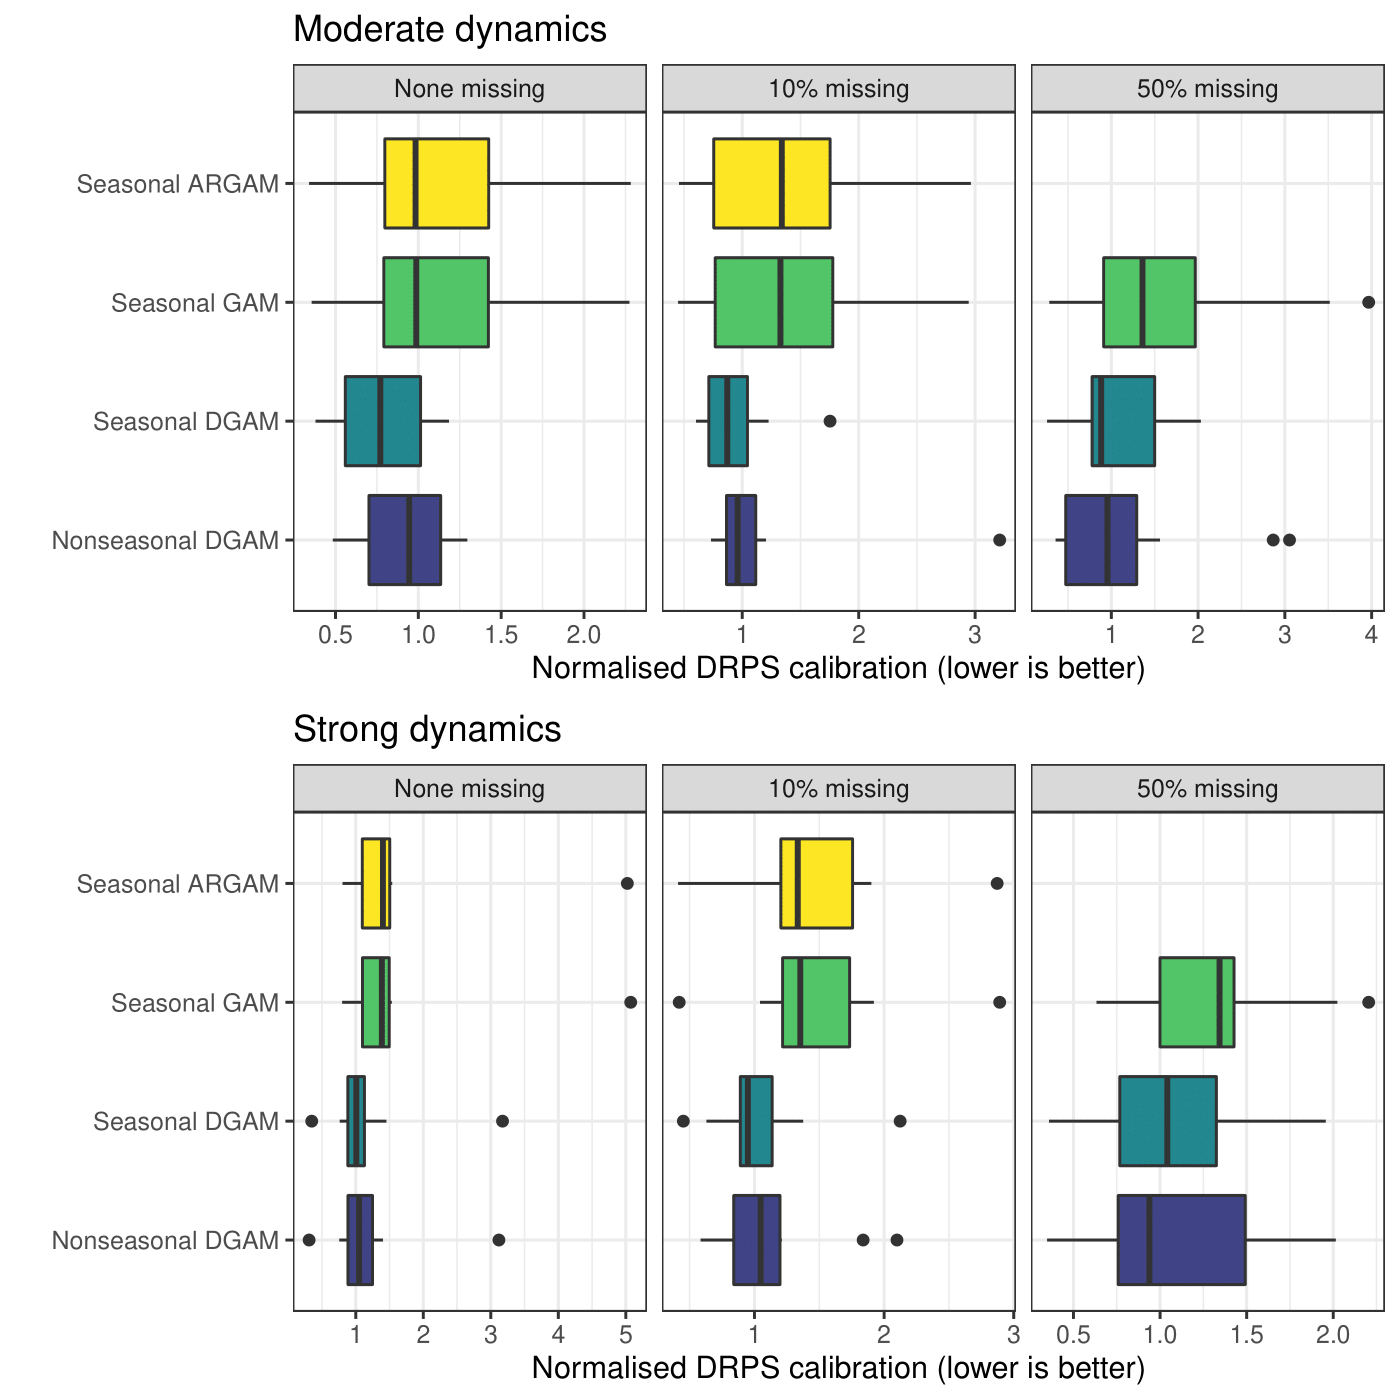 Moderate dynamics
None missing
10% missing
50% missing
Seasonal ARGAM
Seasonal GAM
Seasonal DGAM
Nonseasonal DGAM
0.5 1.0 1.5 2.0
1 2 3
1 2 3 4
Normalised DRPS calibration (lower is better)
Strong dynamics
None missing
10% missing
50% missing
Seasonal ARGAM
Seasonal GAM
Seasonal DGAM
Nonseasonal DGAM
1 2 3 4 5
1 2 3
0.5 1.0 1.5 2.0
Normalised DRPS calibration (lower is better)